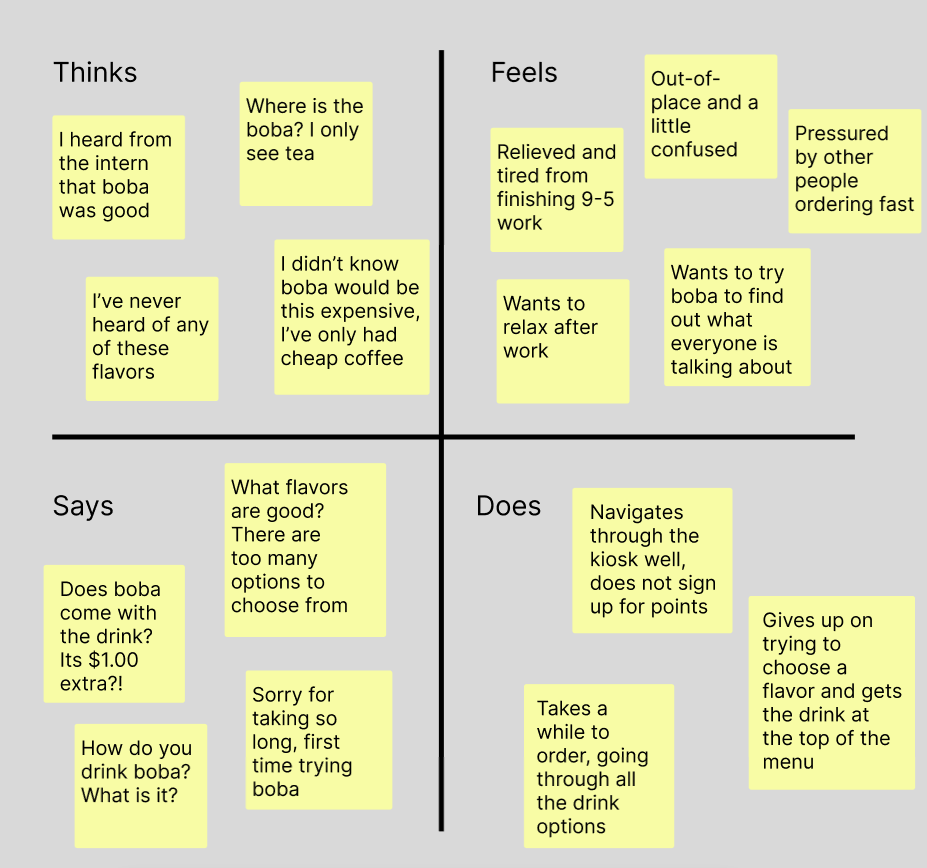 Thinks
I heard from
the intern
that boba
was good
Where is the
boba? I only
see tea
I’ve never
heard of any
of these
flavors
I didn’t know
boba would be
this expensive,
I’ve only had
cheap coffee
Feels
Relieved and
tired from
finishing 9-5
work
Out-of-
place and a
little
confused
Pressured
by other
people
ordering fast
Wants to
relax after
work
Wants to try
boba to find
out what
everyone is
talking about
Says
What flavors
are good?
There are
too many
options to
choose from
Does boba
come with
the drink?
Its $1.00
extra?!
Sorry for
taking so
long, first
time trying
boba
How do you
drink boba?
What is it?
Does
Navigates
through the
kiosk well,
does not sign
up for points
Gives up on
trying to
choose a
flavor and gets
the drink at
the top of the
menu
Takes a
while to
order, going
through all
the drink
options